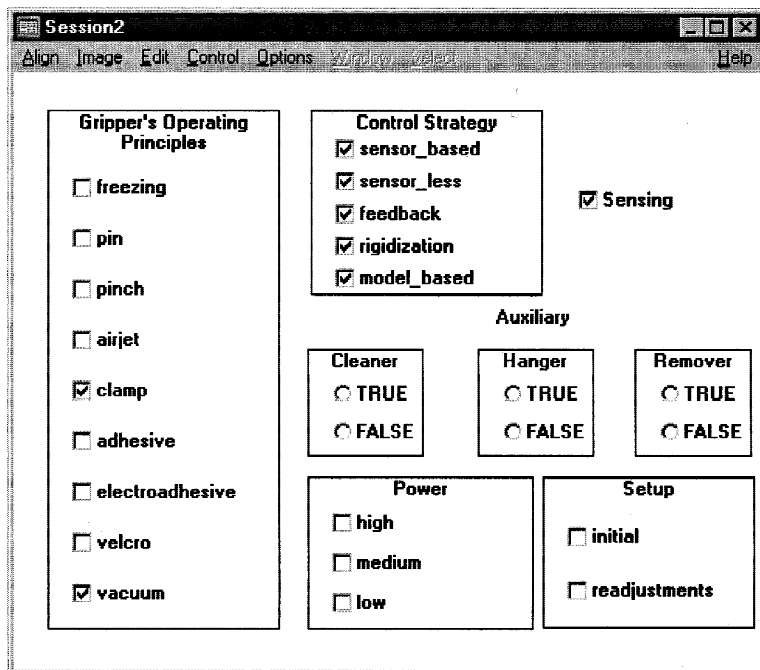 Session2
Align Image Edit Control Options Window Select Help
Gripper's Operating
Principles
freezing
pin
pinch
airjet
clamp
adhesive
electroadhesive
velcro
vacuum
Control Strategy
sensor_based
sensor_less
feedback
rigidization
model_based
Sensing
Auxiliary
Cleaner
TRUE
FALSE
Hanger
TRUE
FALSE
Remover
TRUE
FALSE
Power
high
medium
low
Setup
initial
readjustments